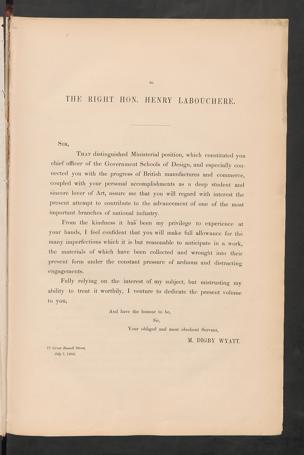 TO
THE RIGHT HON. HENRY LABOUCHERE.
SIR,
THAT distinguished Ministerial position, which constituted you
chief officer of the Government Schools of Design, and especially con-
nected you with the progress of British manufactures and commerce,
coupled with your personal accomplishments as a deep student and
sincere lover of Art, assure me that you will regard with interest the
present attempt to contribute to the advancement of one of the most
important branches of national industry.
From the kindness it has been my privilege to experience at
your hands, I feel confident that you will make full allowance for the
many imperfections which it is but reasonable to anticipate in a work,
the materials of which have been collected and wrought into their
present form under the constant pressure of arduous and distracting
engagements.
Fully relying on the interest of my subject, but mistrusting my
ability to treat it worthily, I venture to dedicate the present volume
to you,
And have the honour to be,
Sir,
Your obliged and most obedient Servant,
M. DIGBY WYATT.
Great Russell Street,
July 1,